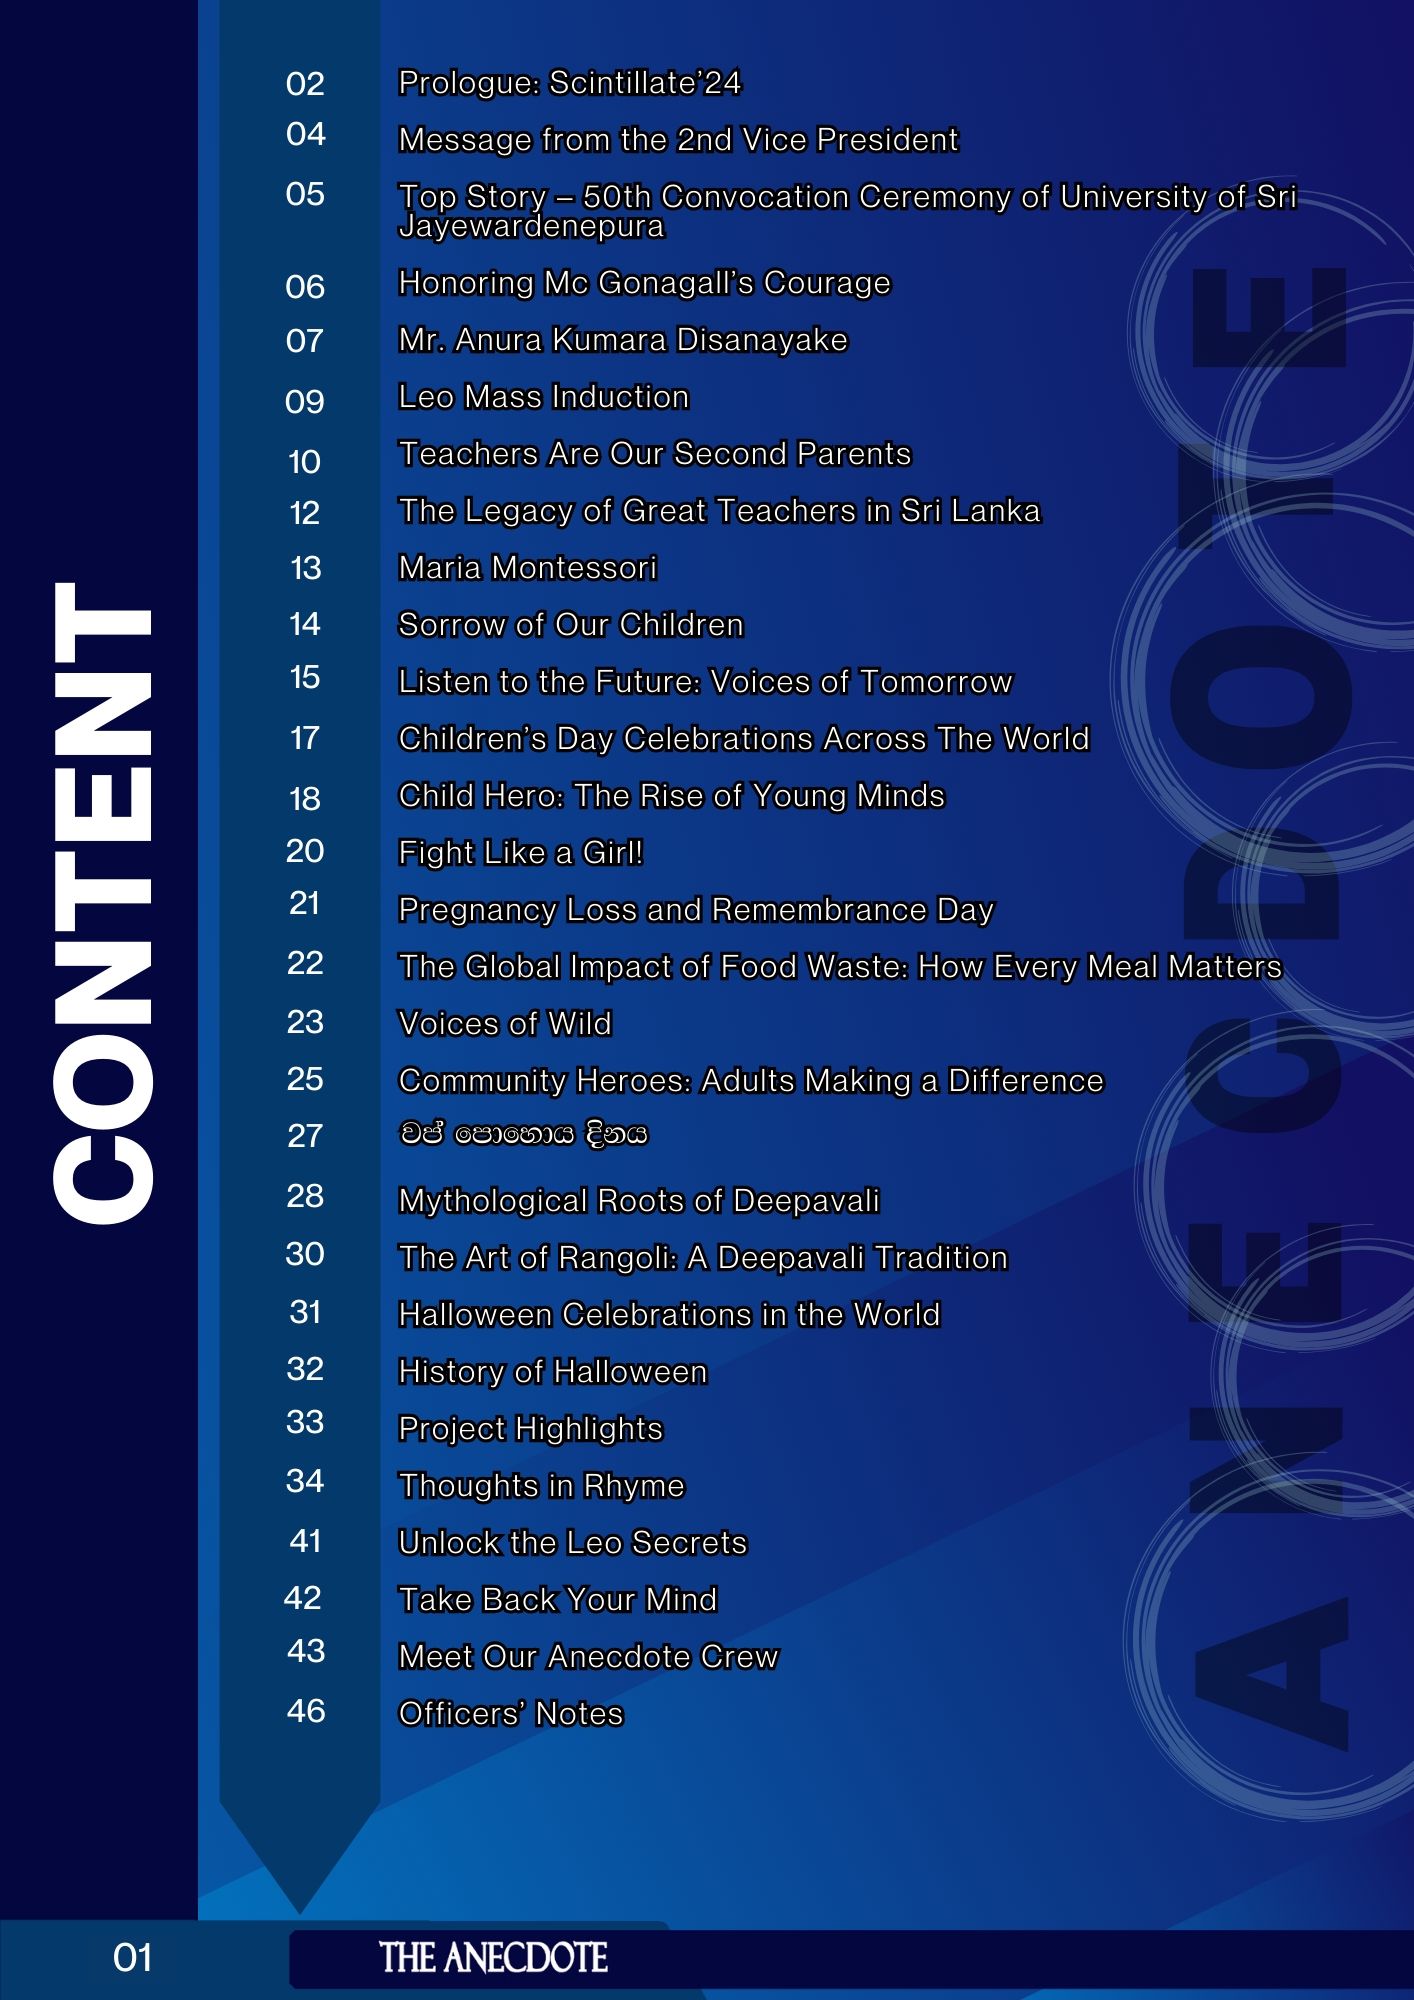 CONTENT
02 Prologue: Scintillate’24
04 Message from the 2nd Vice President
05 Top Story – 50th Convocation Ceremony of University of Sri
Jayewardenepura
06 Honoring Mc Gonagall’s Courage
07 Mr. Anura Kumara Disanayake
09 Leo Mass Induction
10 Teachers Are Our Second Parents
12 The Legacy of Great Teachers in Sri Lanka
13 Maria Montessori
14 Sorrow of Our Children
15 Listen to the Future: Voices of Tomorrow
17 Children’s Day Celebrations Across The World
18 Child Hero: The Rise of Young Minds
20 Fight Like a Girl!
21 Pregnancy Loss and Remembrance Day
22 The Global Impact of Food Waste: How Every Meal Matters
23 Voices of Wild
25 Community Heroes: Adults Making a Difference
27 වප් පොහොය දිනය
28 Mythological Roots of Deepavali
30 The Art of Rangoli: A Deepavali Tradition
31 Halloween Celebrations in the World
32 History of Halloween
33 Project Highlights
34 Thoughts in Rhyme
41 Unlock the Leo Secrets
42 Take Back Your Mind
43 Meet Our Anecdote Crew
46 Officers’ Notes
ANECDOTE
01 THE ANECDOTE